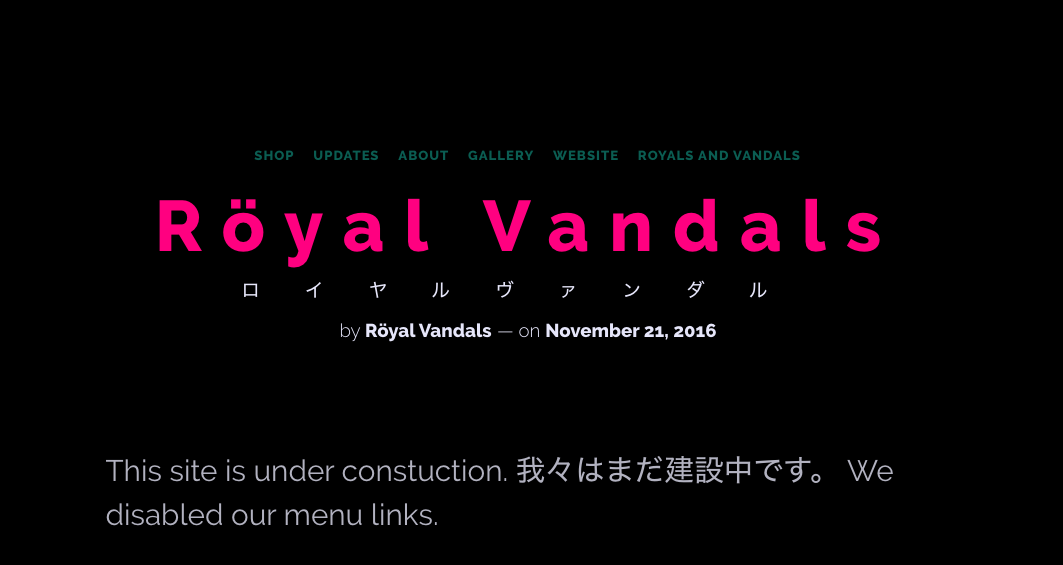 SHOP UPDATES ABOUT GALLERY WEBSITE ROYALS AND VANDALS
Röyal Vandals
ロイヤルヴァンダル
by Röyal Vandals — on November 21, 2016
This site is under constuction. 我々はまだ建設中です。 We
disabled our menu links.